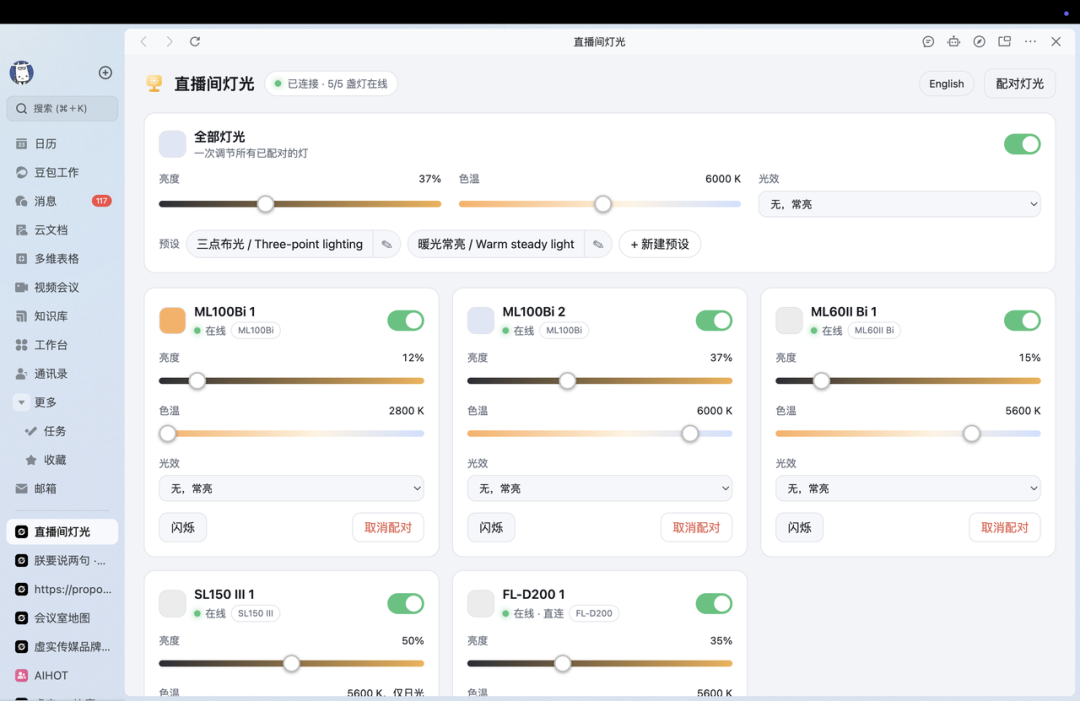 直播间灯光
搜索 (⌘+K)
日历
豆包工作
消息 117
云文档
多维表格
视频会议
知识库
工作台
通讯录
更多
任务
收藏
邮箱
直播间灯光
朕要说两句 ·...
https://propo...
会议室地图
虚实传媒品牌...
AIHOT
直播间灯光 已连接 · 5/5 盏灯在线 English 配对灯光
全部灯光
一次调节所有已配对的灯
亮度 37% 色温 6000 K 光效
无，常亮
预设 三点布光 / Three-point lighting 暖光常亮 / Warm steady light + 新建预设
ML100Bi 1
在线 ML100Bi
亮度 12%
色温 2800 K
光效
无，常亮
闪烁 取消配对
ML100Bi 2
在线 ML100Bi
亮度 37%
色温 6000 K
光效
无，常亮
闪烁 取消配对
ML60II Bi 1
在线 ML60II Bi
亮度 15%
色温 5600 K
光效
无，常亮
闪烁 取消配对
SL150 III 1
在线 SL150 III
亮度 50%
色温 5600 K，仅日光
FL-D200 1
在线 · 直连 FL-D200
亮度 35%
色温 5600 K